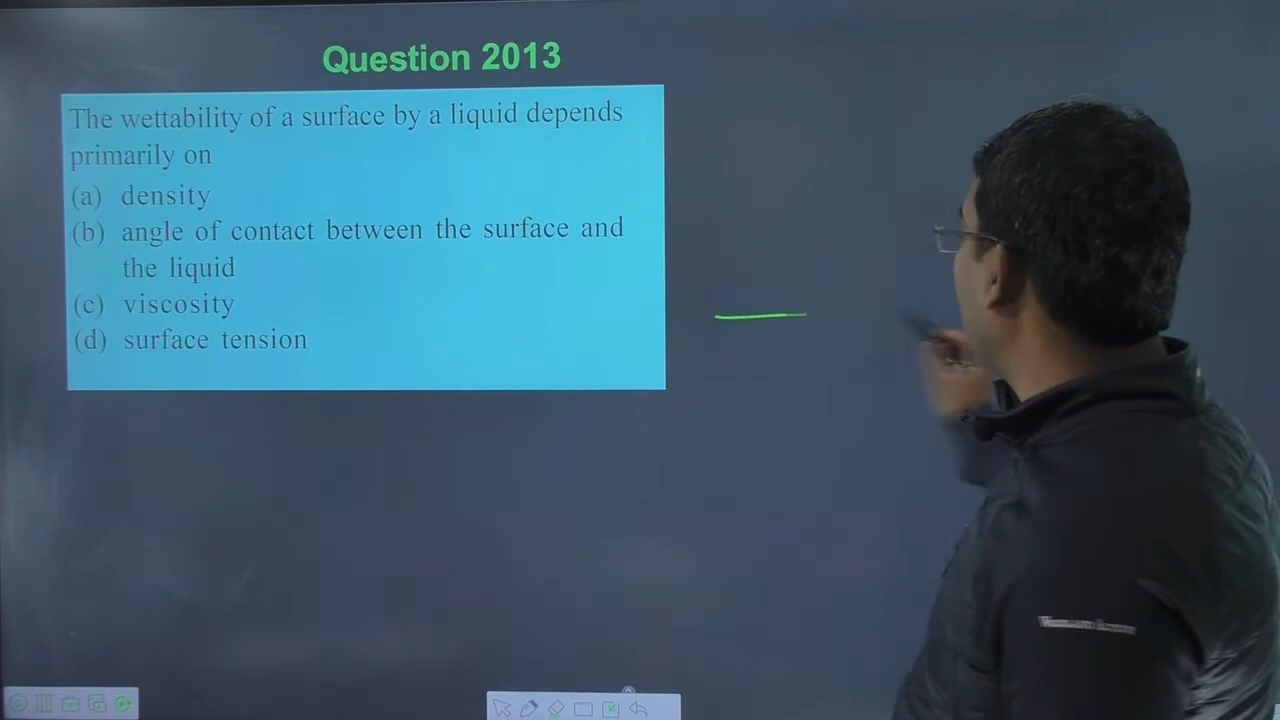 Question 2013
The wettability of a surface by a liquid depends
primarily on
(a) density
(b) angle of contact between the surface and
the liquid
(c) viscosity
(d) surface tension